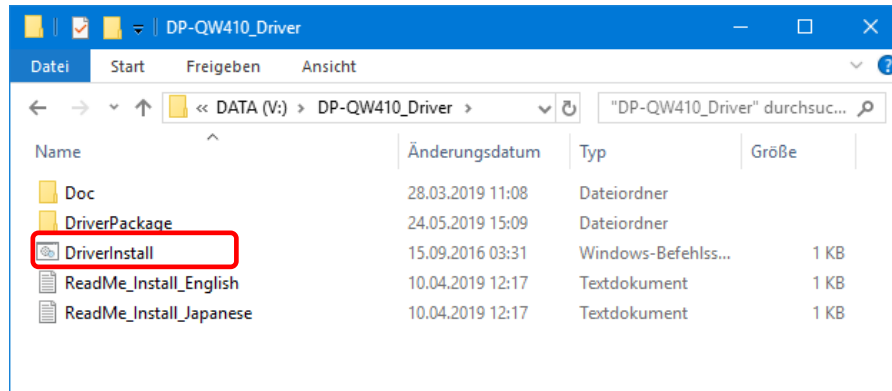 DP-QW410_Driver
Datei Start Freigeben Ansicht
« DATA (V:) › DP-QW410_Driver › "DP-QW410_Driver" durchsuc...
Name Änderungsdatum Typ Größe
Doc 28.03.2019 11:08 Dateiordner
DriverPackage 24.05.2019 15:09 Dateiordner
DriverInstall 15.09.2016 03:31 Windows-Befehlss... 1 KB
ReadMe_Install_English 10.04.2019 12:17 Textdokument 1 KB
ReadMe_Install_Japanese 10.04.2019 12:17 Textdokument 1 KB